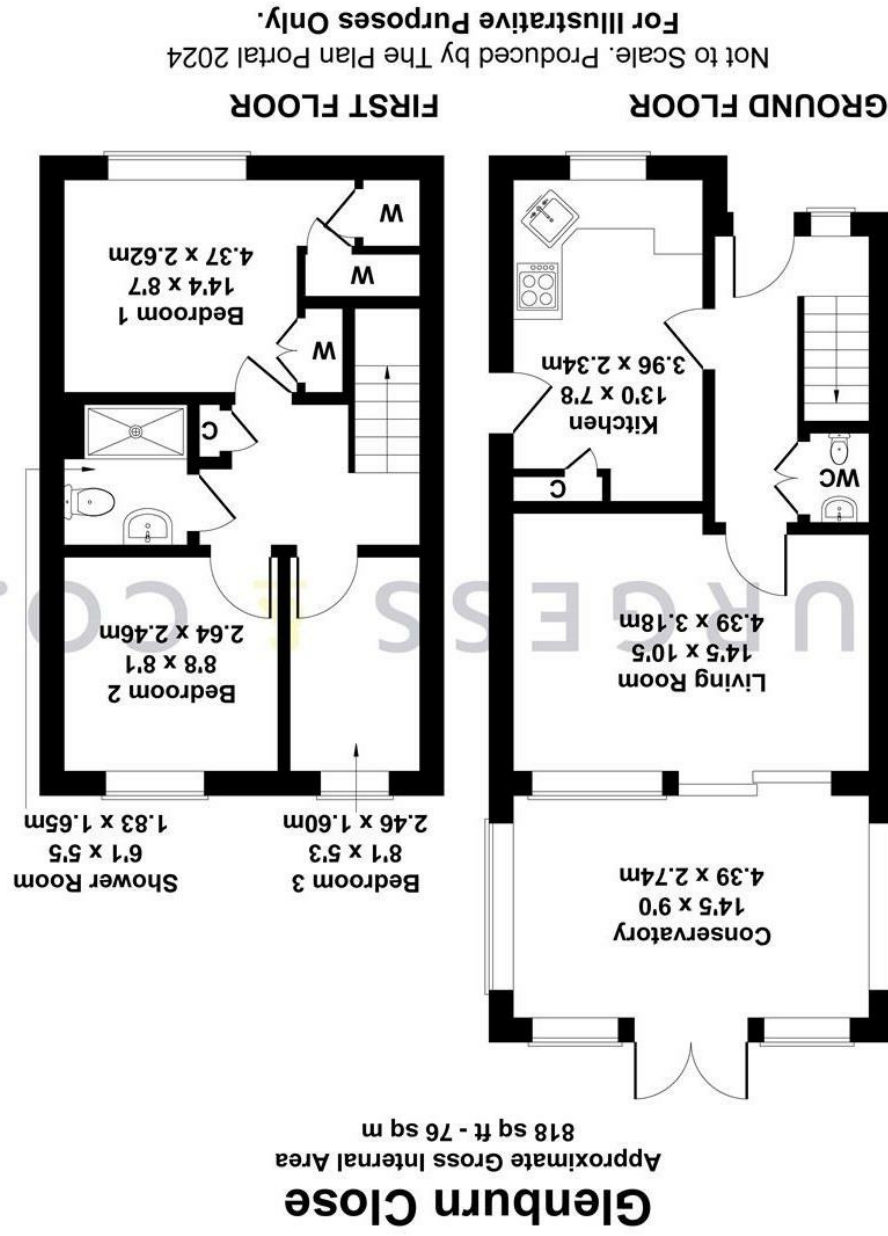 Glenburn Close
Approximate Gross Internal Area
818 sq ft - 76 sq m
Conservatory
14'5 x 9'0
4.39 x 2.74m
Living Room
14'5 x 10'5
4.39 x 3.18m
WC
C
Kitchen
13'0 x 7'8
3.96 x 2.34m
GROUND FLOOR
Bedroom 3
8'1 x 5'3
2.46 x 1.60m
Shower Room
6'1 x 5'5
1.83 x 1.65m
Bedroom 2
8'8 x 8'1
2.64 x 2.46m
C
W
Bedroom 1
14'4 x 8'7
4.37 x 2.62m
W
W
FIRST FLOOR
URGESS & CO.
Not to Scale. Produced by The Plan Portal 2024
For Illustrative Purposes Only.